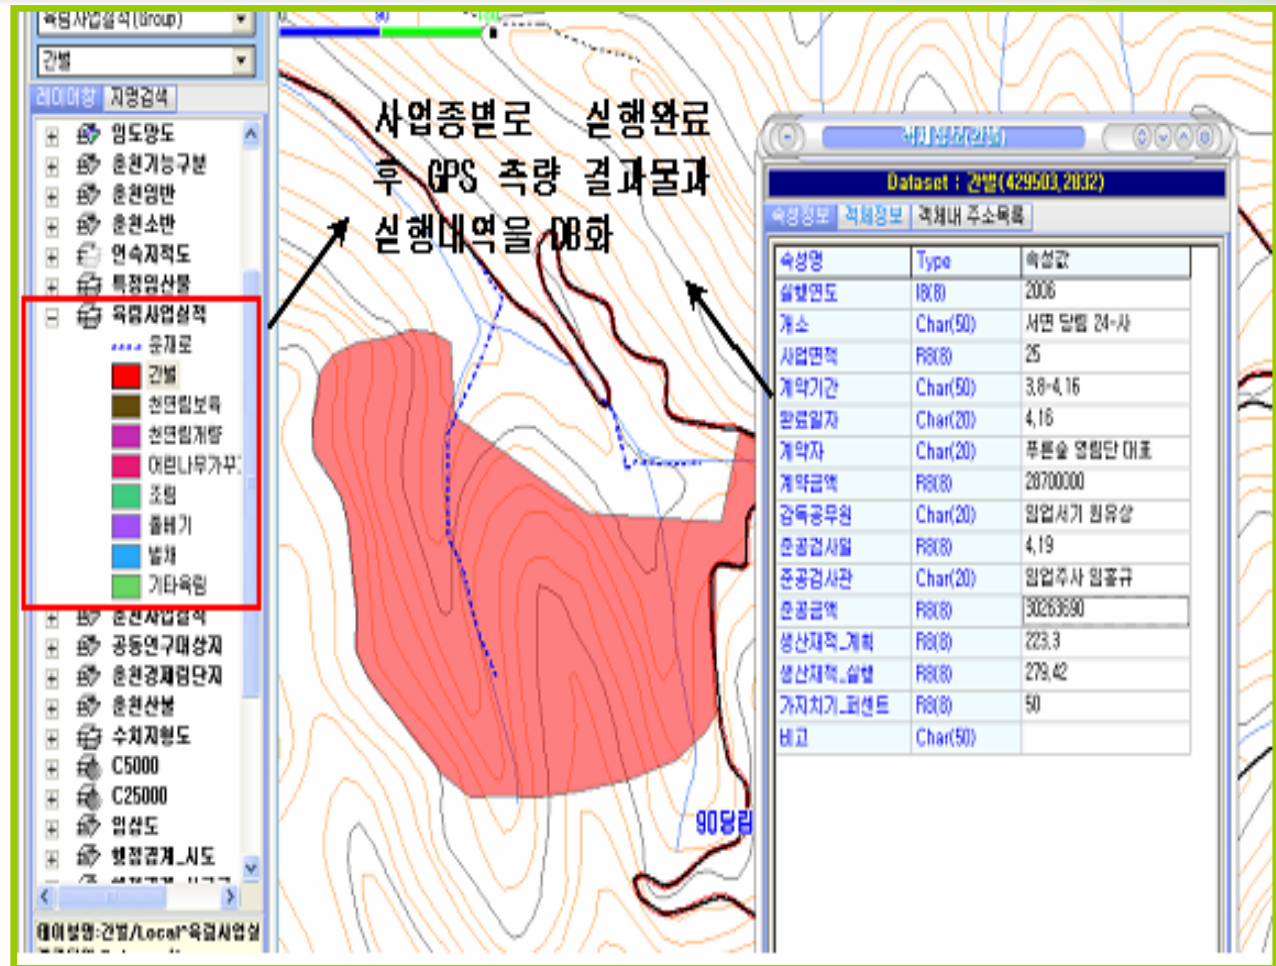 육림사업실적(Group)
간벌
레이어창 지명검색
임도망도
춘천기능구분
춘천임반
춘천소반
연속지적도
특정임산물
육림사업실적
운재로
간벌
천연림보육
천연림개량
어린나무가꾸
조림
풀베기
벌채
기타육림
춘천사업실적
공동연구대상지
춘천경제림단지
춘천산불
수치지형도
C5000
C25000
임상도
행정경계_시도
테이블명:간벌/Local*육림사업실
90
180
사업종별로 실행완료
후 GPS 측량 결과물과
실행내역을 DB화
90당림
객체정보(간벌)
Dataset : 간벌(429503,2032)
속성정보 객체정보 객체내 주소목록
속성명 Type 속성값
실행연도 I8(8) 2006
개소 Char(50) 서면 당림 24-사
사업면적 R8(8) 25
계약기간 Char(50) 3.8-4.16
완료일자 Char(20) 4.16
계약자 Char(20) 푸른숲 영림단 대표
계약금액 R8(8) 28700000
감독공무원 Char(20) 임업서기 원유상
준공검사일 R8(8) 4.19
준공검사관 Char(20) 임업주사 임홍규
준공금액 R8(8) 30263690
생산재적_계획 R8(8) 223.3
생산재적_실행 R8(8) 279.42
가지치기_퍼센트 R8(8) 50
비고 Char(50)